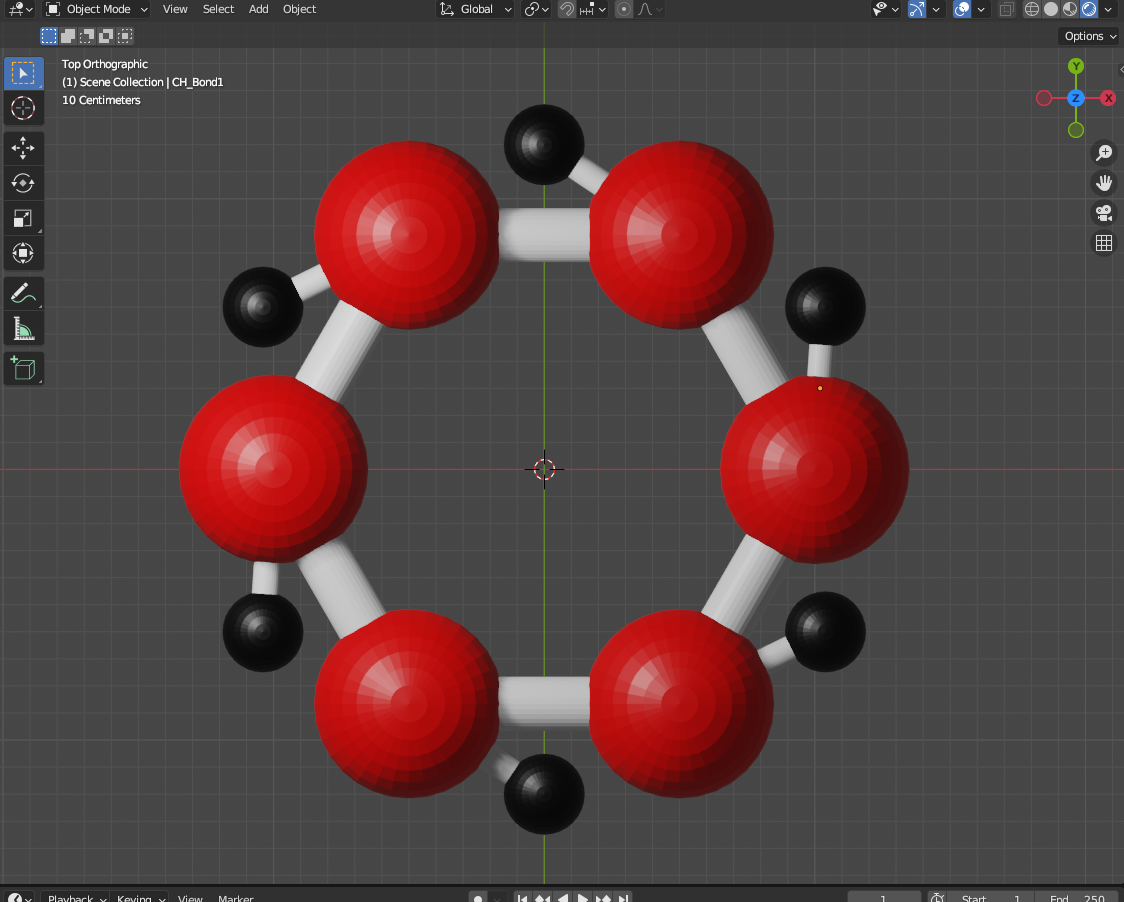 Object Mode View Select Add Object Global
Options
Top Orthographic
(1) Scene Collection | CH_Bond1
10 Centimeters
Y
Z X
Playback Keying View Marker 1 Start 1 End 250